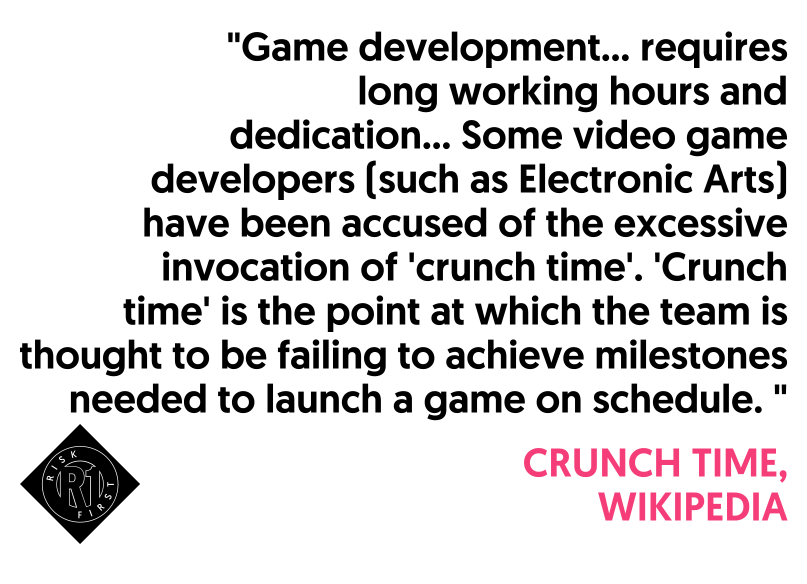 "Game development... requires
long working hours and
dedication... Some video game
developers (such as Electronic Arts)
have been accused of the excessive
invocation of 'crunch time'. 'Crunch
time' is the point at which the team is
thought to be failing to achieve milestones
needed to launch a game on schedule. "
CRUNCH TIME,
WIKIPEDIA
RISK
R1
FIRST